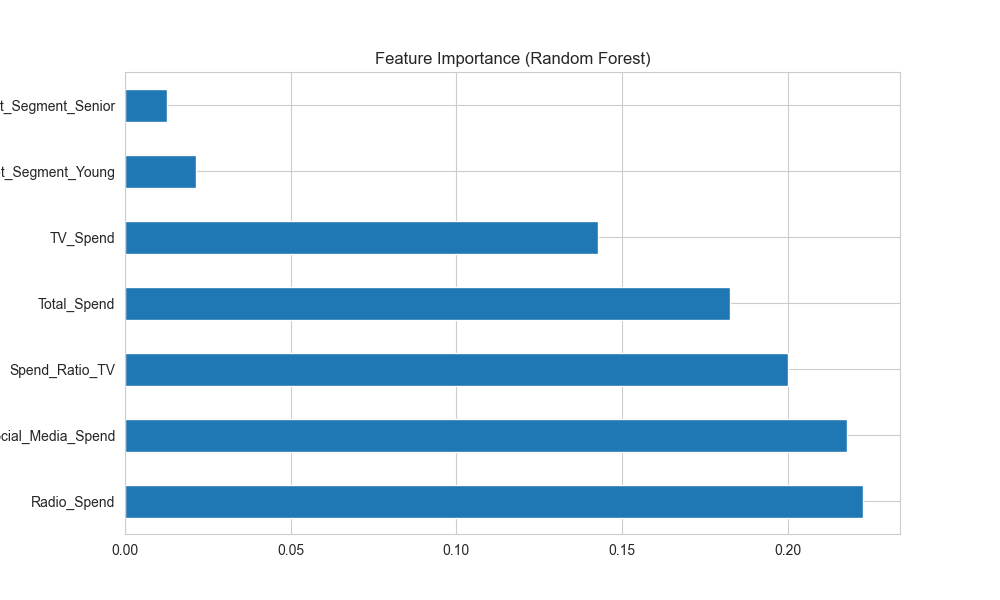 Feature Importance (Random Forest)
t_Segment_Senior
t_Segment_Young
TV_Spend
Total_Spend
Spend_Ratio_TV
cial_Media_Spend
Radio_Spend
0.00 0.05 0.10 0.15 0.20